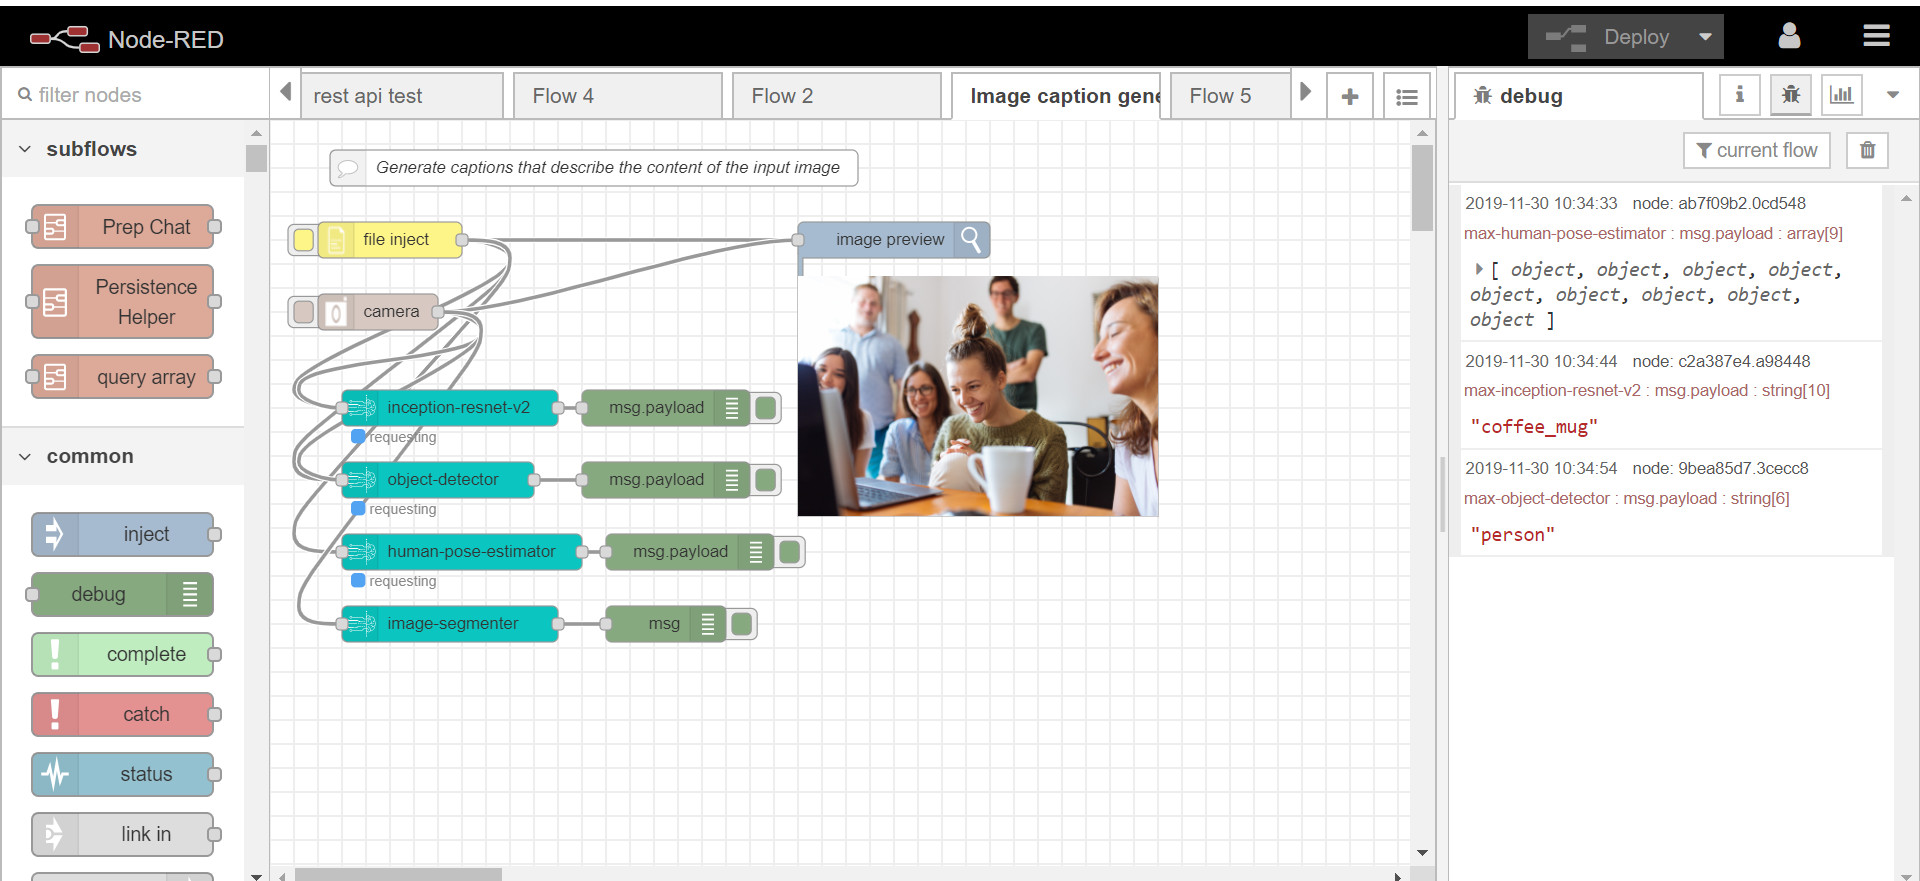 Node-RED
Deploy
filter nodes
rest api test
Flow 4
Flow 2
Image caption gene
Flow 5
debug
i
current flow
subflows
Prep Chat
Persistence
Helper
query array
common
inject
debug
complete
catch
status
link in
Generate captions that describe the content of the input image
file inject
image preview
camera
inception-resnet-v2
msg.payload
requesting
object-detector
msg.payload
requesting
human-pose-estimator
msg.payload
requesting
image-segmenter
msg
2019-11-30 10:34:33 node: ab7f09b2.0cd548
max-human-pose-estimator : msg.payload : array[9]
[ object, object, object, object,
object, object, object, object,
object ]
2019-11-30 10:34:44 node: c2a387e4.a98448
max-inception-resnet-v2 : msg.payload : string[10]
"coffee_mug"
2019-11-30 10:34:54 node: 9bea85d7.3cecc8
max-object-detector : msg.payload : string[6]
"person"